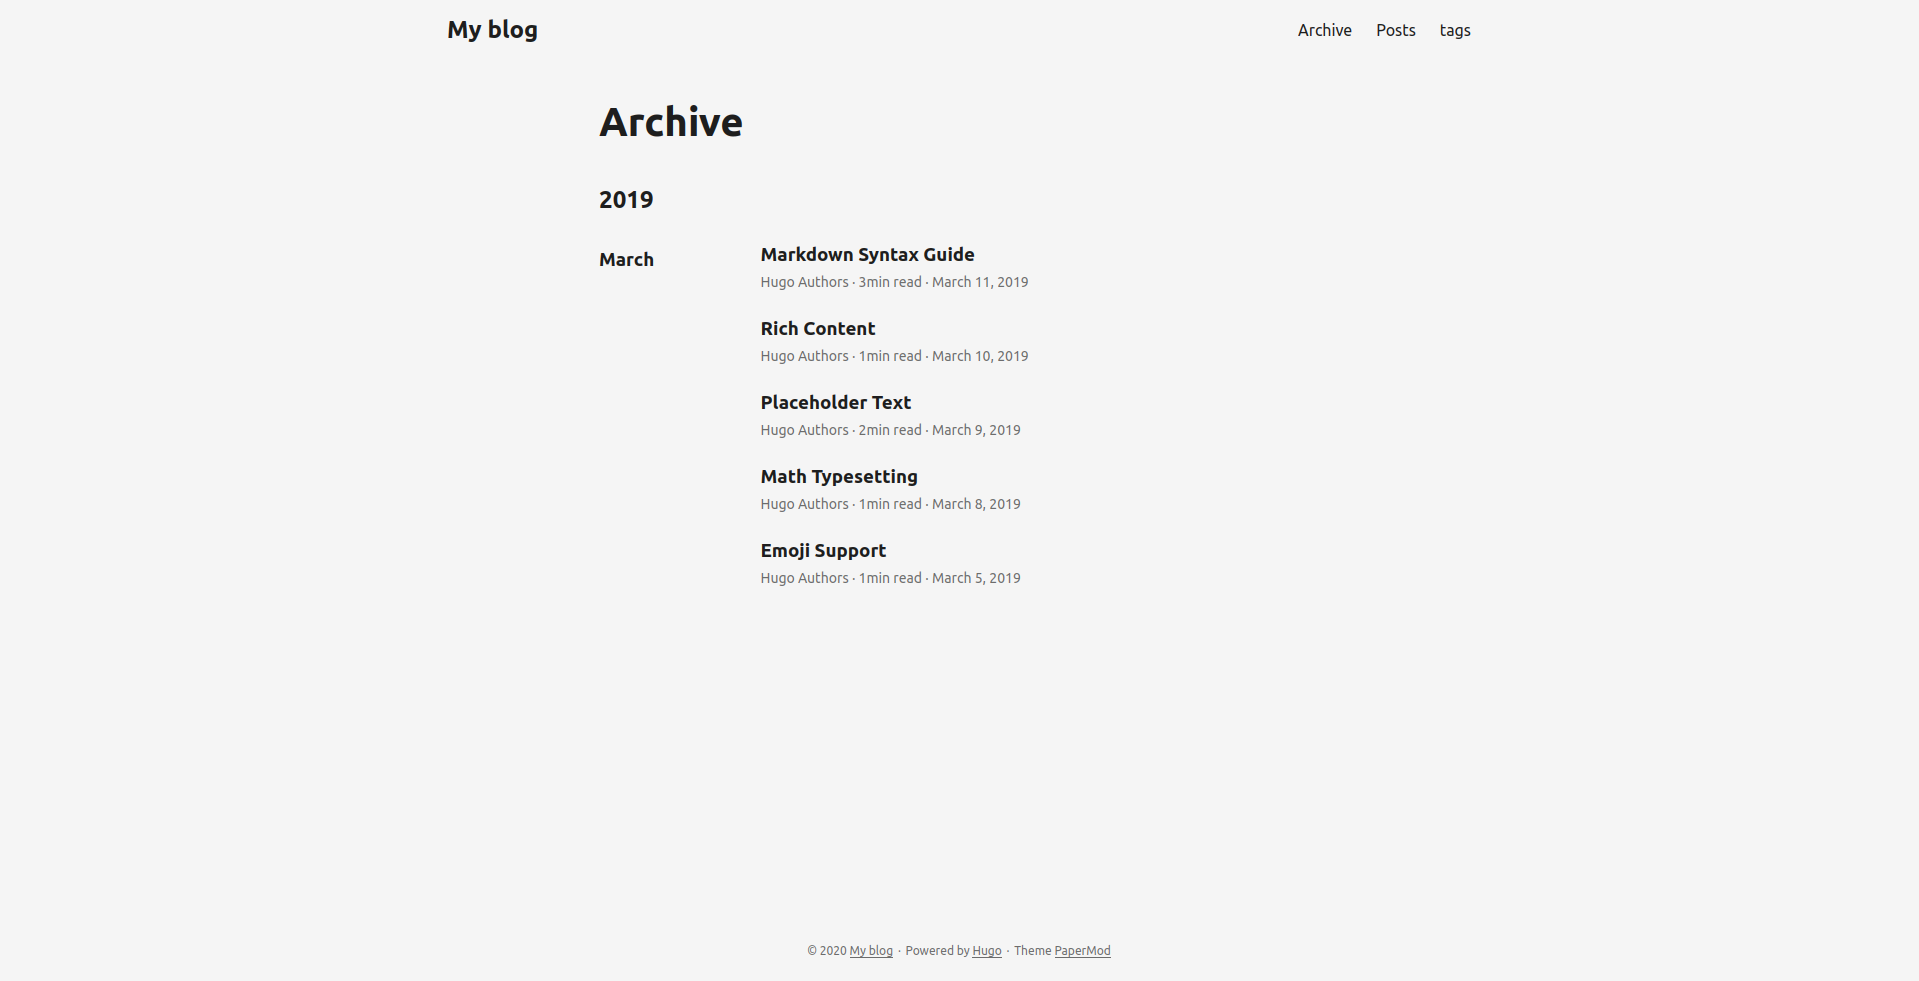 My blog
Archive Posts tags
Archive
2019
March
Markdown Syntax Guide
Hugo Authors · 3min read · March 11, 2019
Rich Content
Hugo Authors · 1min read · March 10, 2019
Placeholder Text
Hugo Authors · 2min read · March 9, 2019
Math Typesetting
Hugo Authors · 1min read · March 8, 2019
Emoji Support
Hugo Authors · 1min read · March 5, 2019
© 2020 My blog · Powered by Hugo · Theme PaperMod